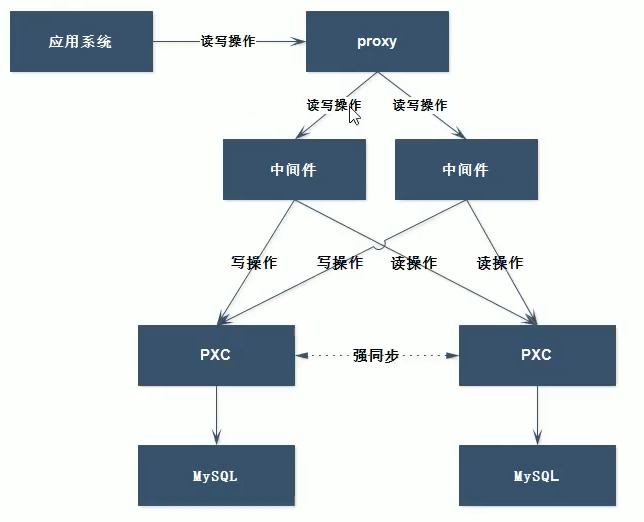 应用系统
读写操作
proxy
读写操作
读写操作
中间件
中间件
写操作
写操作
读操作
读操作
PXC
强同步
PXC
MySQL
MySQL